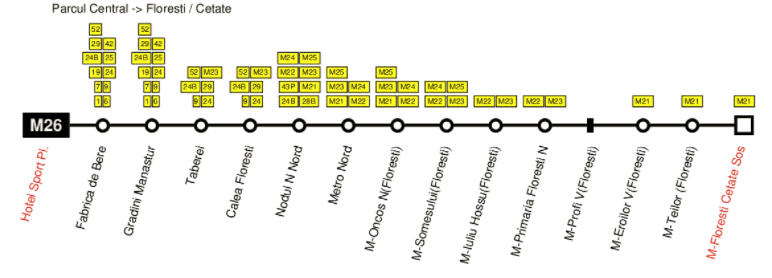 Parcul Central -> Floresti / Cetate
52 52
29 42 29 42
24B 25 24B 25 M24 M25
19 24 19 24 52 M23 52 M23 M22 M23 M25 M25
7 9 7 9 24B 29 24B 29 43P M21 M23 M24 M23 M24 M24 M25
1 6 1 6 9 24 9 24 24B 28B M21 M22 M21 M22 M22 M23 M22 M23 M22 M23 M21 M21 M21
M26
Hotel Sport Pl.
Fabrica de Bere
Gradini Manastur
Taberei
Calea Floresti
Nodul N Nord
Metro Nord
M-Oncos N(Floresti)
M-Somesului(Floresti)
M-Iuliu Hossu(Floresti)
M-Primaria Floresti N
M-Profi V(Floresti)
M-Eroilor V(Floresti)
M-Teilor (Floresti)
M-Floresti Cetate Sos